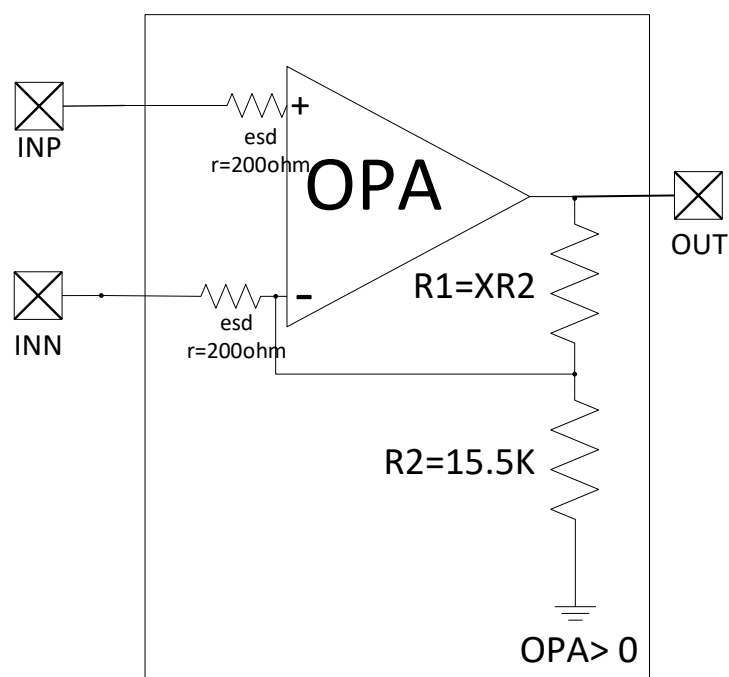 INP
+
esd
r=200ohm
OPA
OUT
R1=XR2
INN
-
esd
r=200ohm
R2=15.5K
OPA> 0